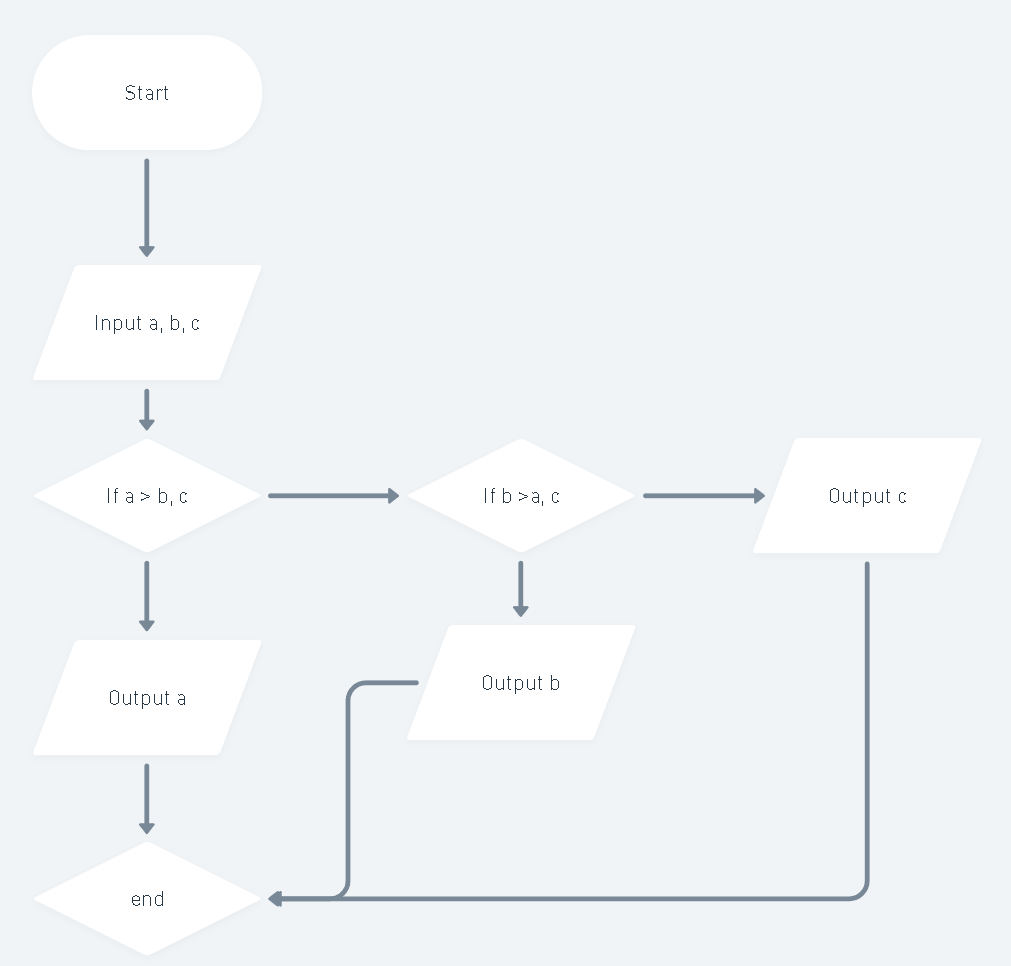 Start
Input a, b, c
If a > b, c
If b >a, c
Output c
Output a
Output b
end